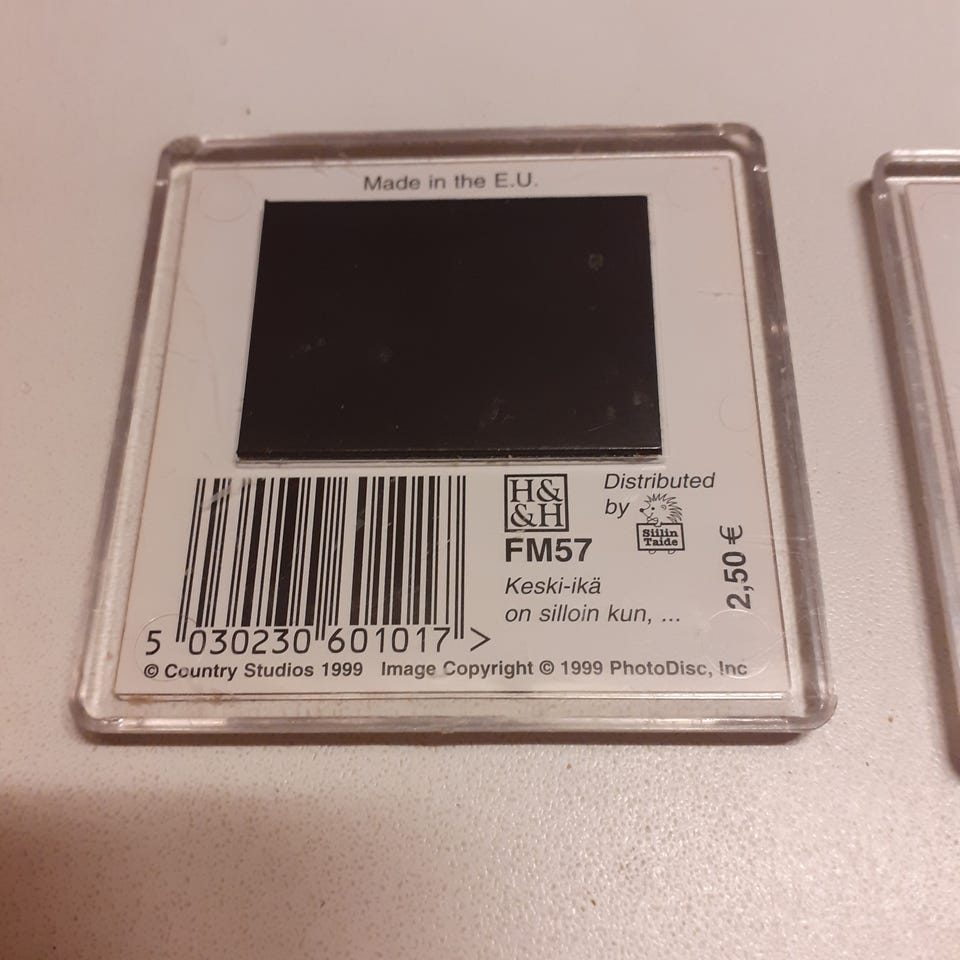 Made in the E.U.
H&
&H
FM57
Keski-ikä
on silloin kun, ...
Distributed
by
Siilin
Taide
2,50 €
5 030230 601017 >
© Country Studios 1999 Image Copyright © 1999 PhotoDisc, Inc